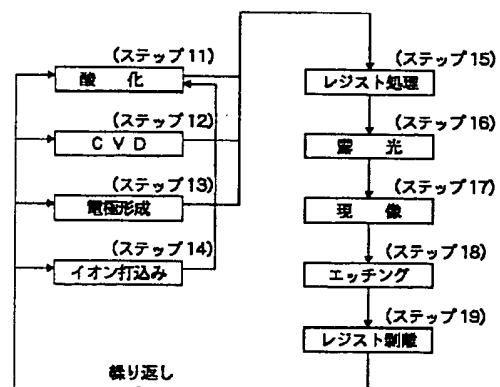 (ステップ11)
酸 化
(ステップ12)
CVD
(ステップ13)
電極形成
(ステップ14)
イオン打込み
(ステップ15)
レジスト処理
(ステップ16)
露 光
(ステップ17)
現 像
(ステップ18)
エッチング
(ステップ19)
レジスト剥離
繰り返し